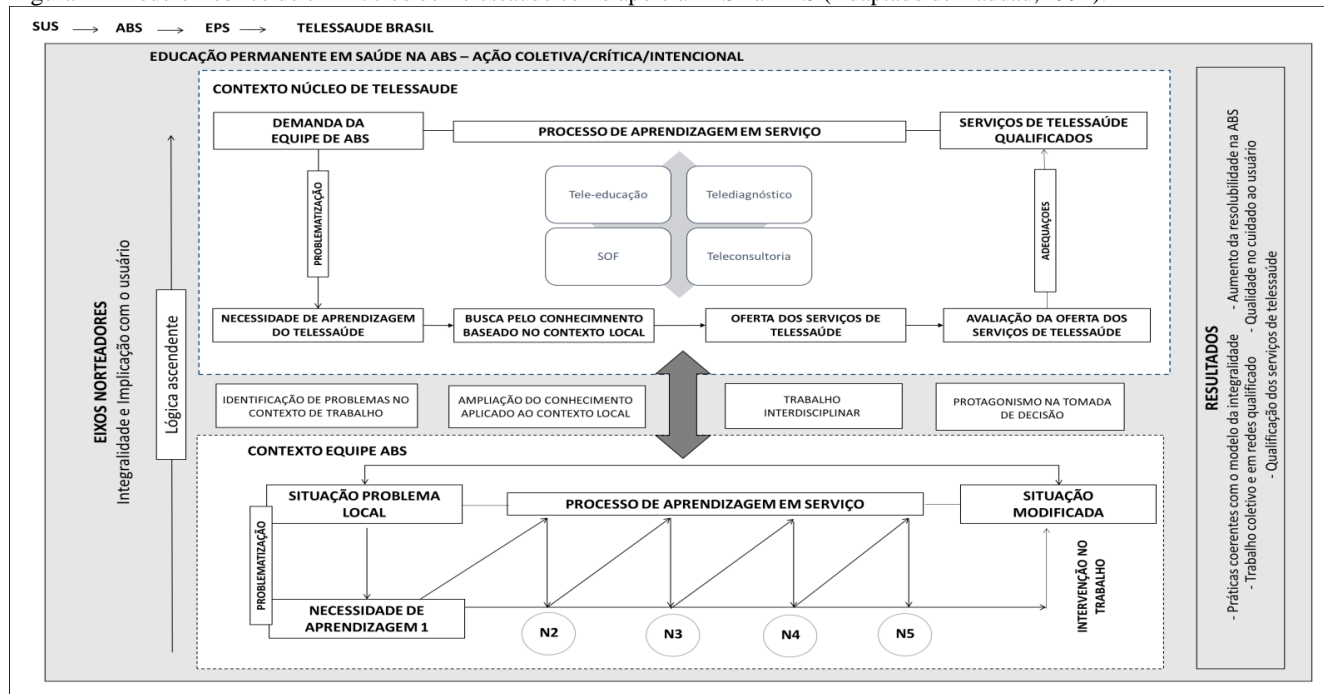 SUS → ABS → EPS → TELESSAUDE BRASIL
EDUCAÇÃO PERMANENTE EM SAÚDE NA ABS – AÇÃO COLETIVA/CRÍTICA/INTENCIONAL
CONTEXTO NÚCLEO DE TELESSAUDE
DEMANDA DA
EQUIPE DE ABS
PROCESSO DE APRENDIZAGEM EM SERVIÇO
SERVIÇOS DE TELESSAÚDE
QUALIFICADOS
PROBLEMATIZAÇÃO
Tele-educação
Telediagnóstico
SOF
Teleconsultoria
ADEQUAÇOES
NECESSIDADE DE APRENDIZAGEM
DO TELESSAÚDE
BUSCA PELO CONHECIMNENTO
BASEADO NO CONTEXTO LOCAL
OFERTA DOS SERVIÇOS DE
TELESSAÚDE
AVALIAÇÃO DA OFERTA DOS
SERVIÇOS DE TELESSAÚDE
EIXOS NORTEADORES
Integralidade e Implicação com o usuário
Lógica ascendente
IDENTIFICAÇÃO DE PROBLEMAS NO
CONTEXTO DE TRABALHO
AMPLIAÇÃO DO CONHECIMENTO
APLICADO AO CONTEXTO LOCAL
TRABALHO
INTERDISCIPLINAR
PROTAGONISMO NA TOMADA
DE DECISÃO
CONTEXTO EQUIPE ABS
SITUAÇÃO PROBLEMA
LOCAL
PROCESSO DE APRENDIZAGEM EM SERVIÇO
SITUAÇÃO
MODIFICADA
PROBLEMATIZAÇÃO
NECESSIDADE DE
APRENDIZAGEM 1
N2
N3
N4
N5
INTERVENÇÃO NO
TRABALHO
RESULTADOS
- Práticas coerentes com o modelo da integralidade - Aumento da resolubilidade na ABS
- Trabalho coletivo e em redes qualificado - Qualidade no cuidado ao usuário
- Qualificação dos serviços de telessaúde